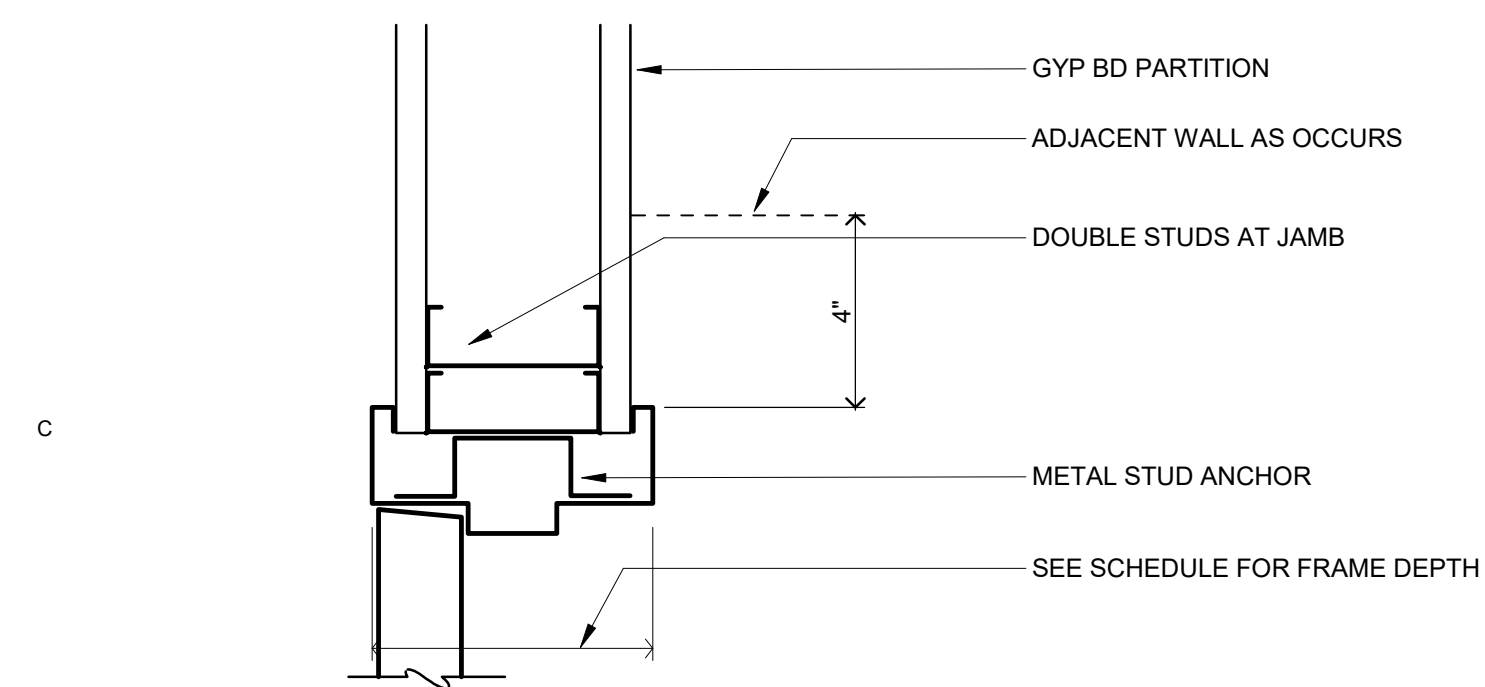 GYP BD PARTITION
ADJACENT WALL AS OCCURS
DOUBLE STUDS AT JAMB
4"
C
METAL STUD ANCHOR
SEE SCHEDULE FOR FRAME DEPTH